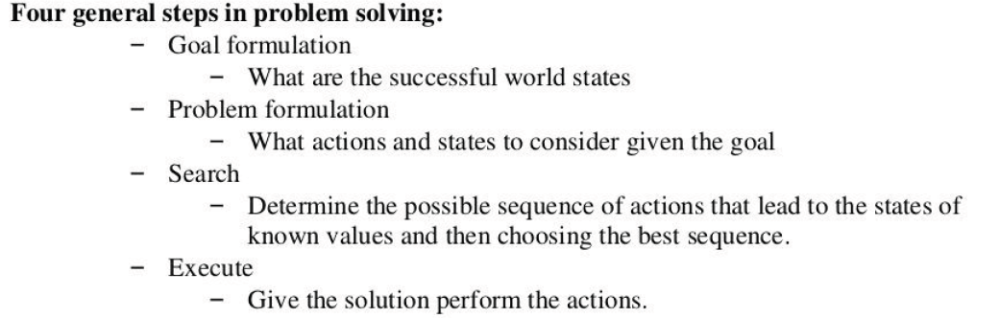 Four general steps in problem solving:
– Goal formulation
– What are the successful world states
– Problem formulation
– What actions and states to consider given the goal
– Search
– Determine the possible sequence of actions that lead to the states of
known values and then choosing the best sequence.
– Execute
– Give the solution perform the actions.